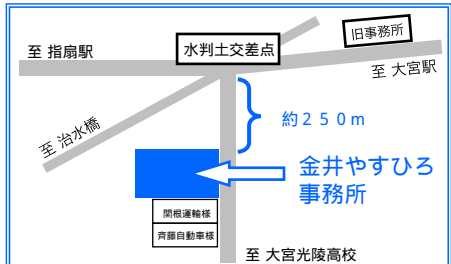 旧事務所
水判土交差点
至 指扇駅
至 大宮駅
約２５０ｍ
至 治水橋
金井やすひろ
事務所
関根運輸様
斉藤自動車様
至 大宮光陵高校